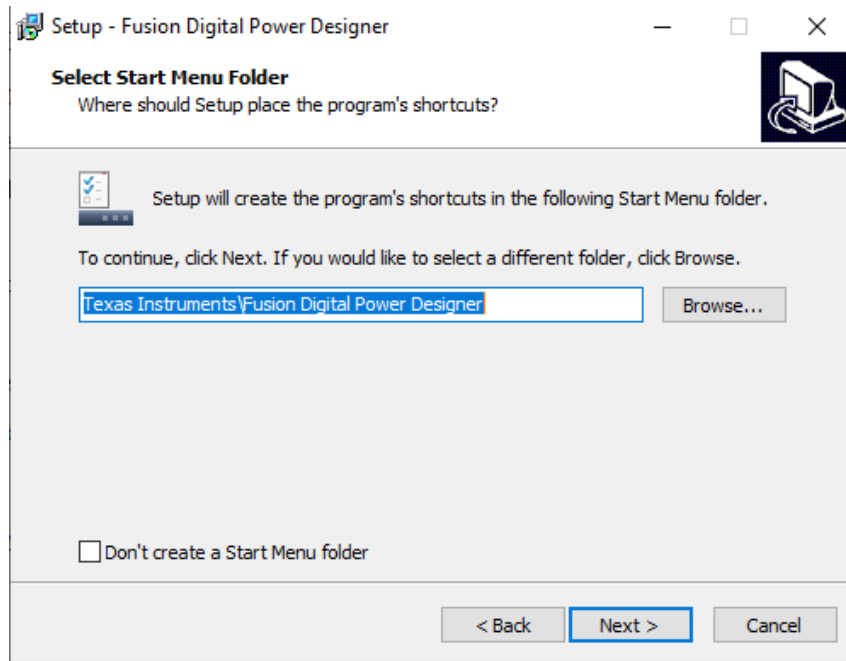 Setup - Fusion Digital Power Designer
Select Start Menu Folder
Where should Setup place the program's shortcuts?
Setup will create the program's shortcuts in the following Start Menu folder.
To continue, click Next. If you would like to select a different folder, click Browse.
Texas Instruments\Fusion Digital Power Designer
Browse...
Don't create a Start Menu folder
< Back
Next >
Cancel